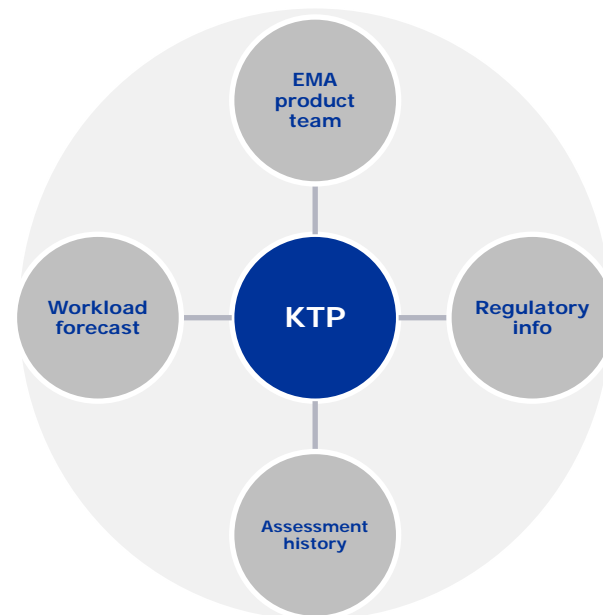 EMA
product
team
Workload
forecast
KTP
Regulatory
info
Assessment
history